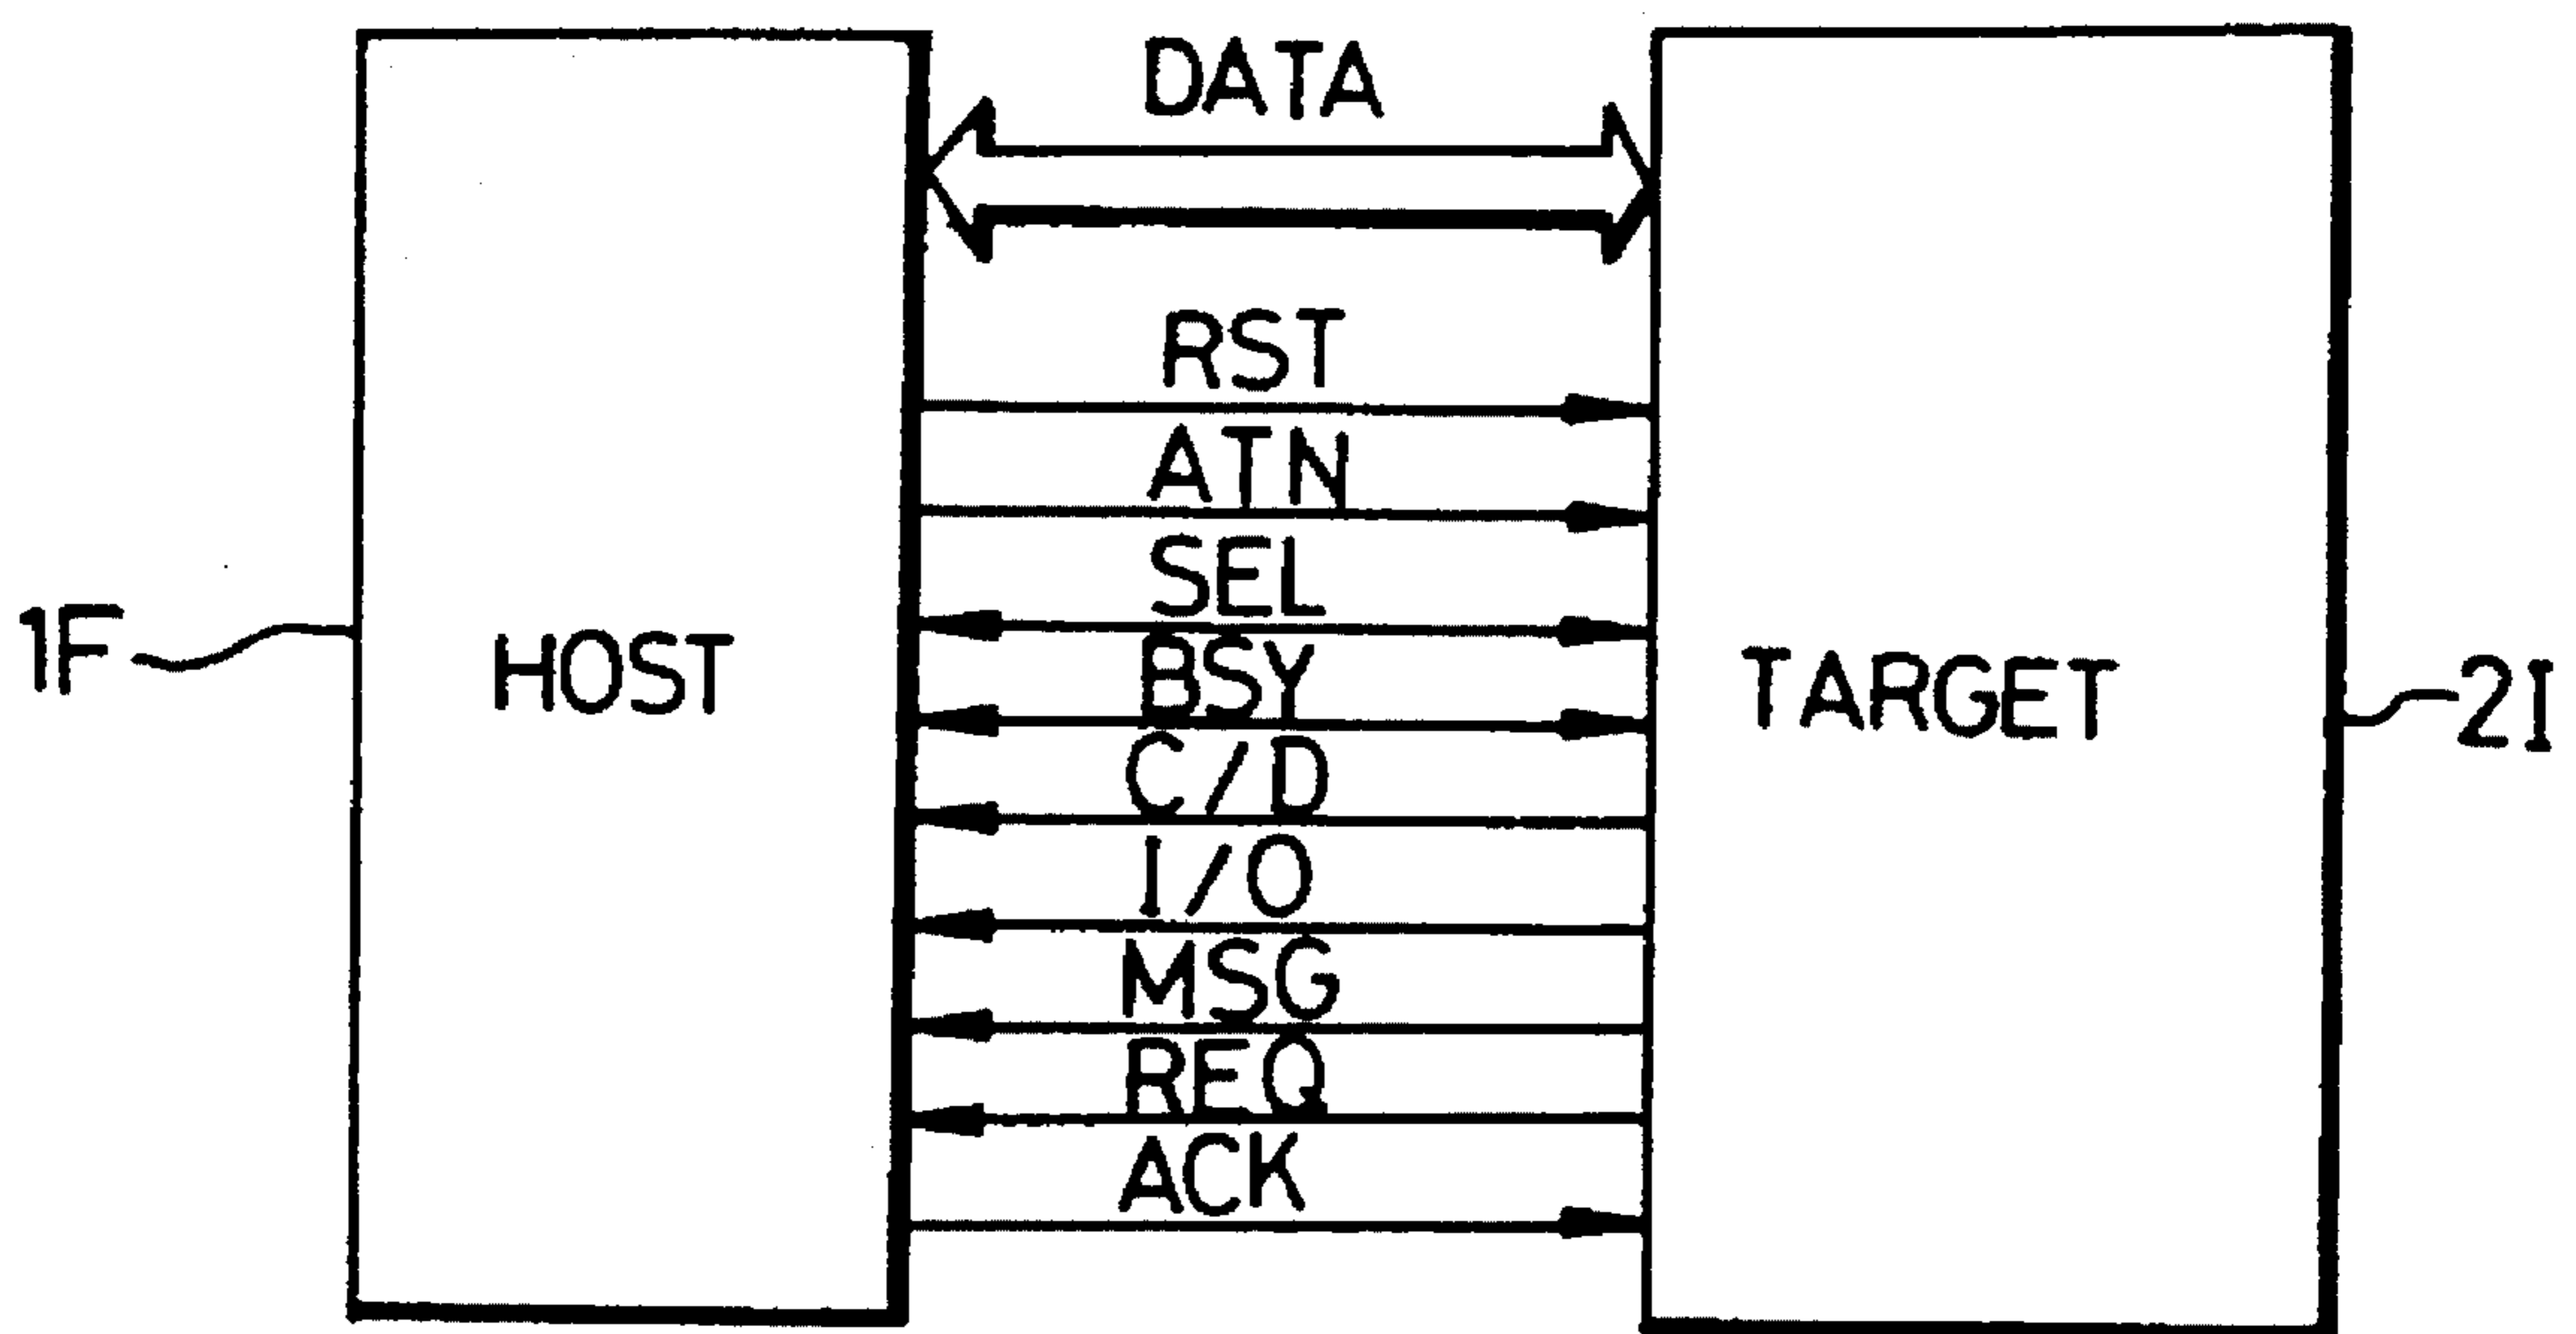 DATA
RST
ATN
SEL
1F
HOST
BSY
TARGET
2I
C/D
I/O
MSG
REQ
ACK